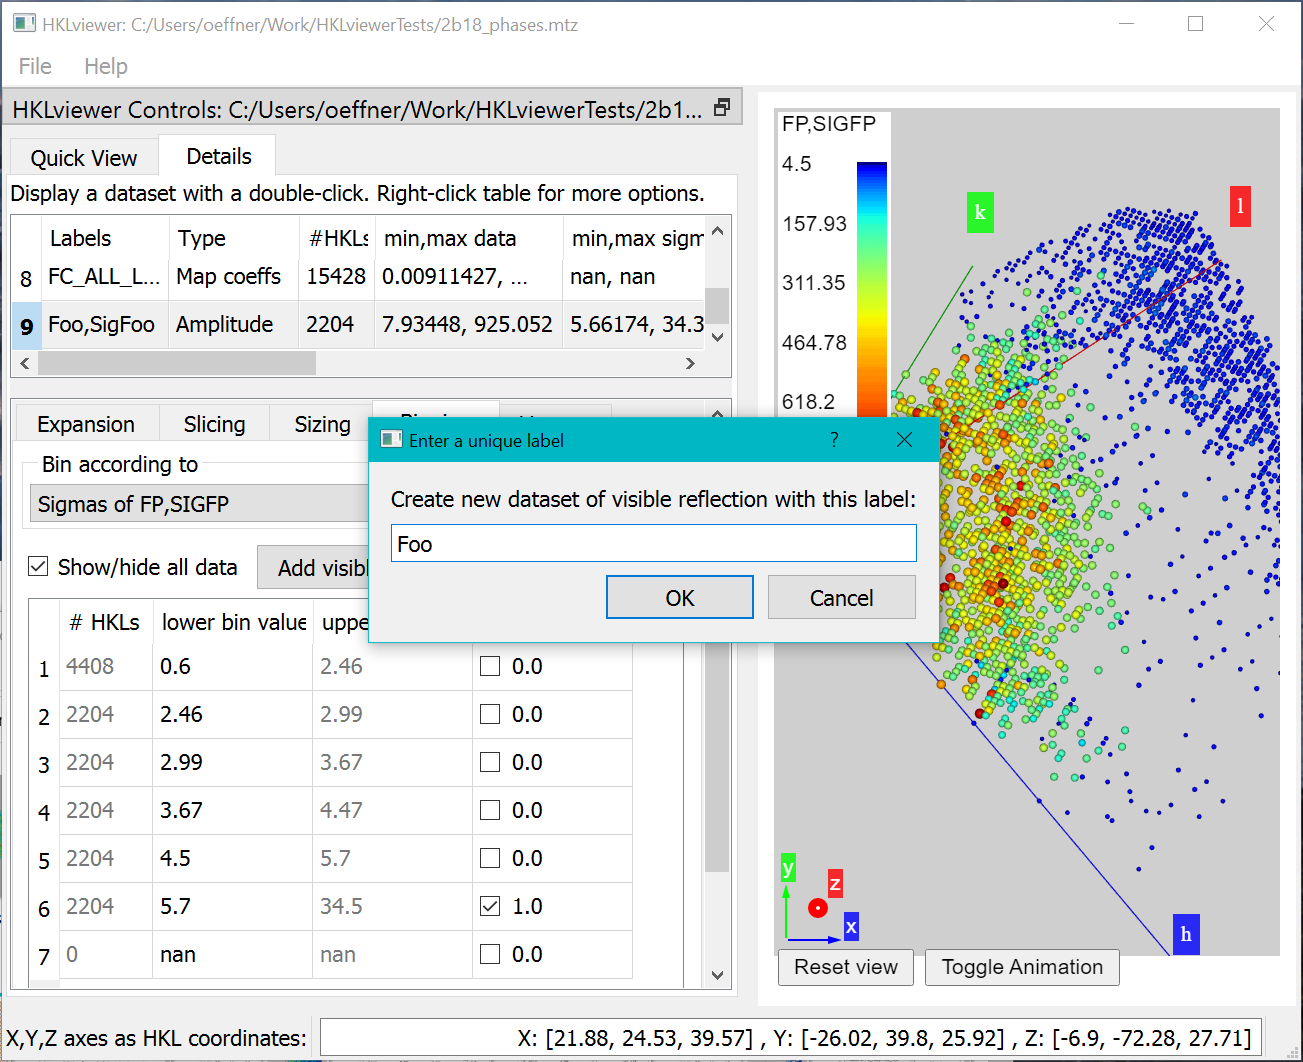 HKLviewer: C:/Users/oeffner/Work/HKLviewerTests/2b18_phases.mtz
File Help
HKLviewer Controls: C:/Users/oeffner/Work/HKLviewerTests/2b1...
Quick View Details
Display a dataset with a double-click. Right-click table for more options.
Labels Type #HKLs min,max data min,max sigm
8 FC_ALL_L... Map coeffs 15428 0.00911427, ... nan, nan
9 Foo,SigFoo Amplitude 2204 7.93448, 925.052 5.66174, 34.3
Expansion Slicing Sizing
Bin according to
Sigmas of FP,SIGFP
Show/hide all data Add visibl
# HKLs lower bin value uppe
1 4408 0.6 2.46 0.0
2 2204 2.46 2.99 0.0
3 2204 2.99 3.67 0.0
4 2204 3.67 4.47 0.0
5 2204 4.5 5.7 0.0
6 2204 5.7 34.5 1.0
7 0 nan nan 0.0
Enter a unique label ?
Create new dataset of visible reflection with this label:
Foo
OK Cancel
FP,SIGFP
4.5
157.93
311.35
464.78
618.2
k
l
h
y
z
x
Reset view Toggle Animation
X,Y,Z axes as HKL coordinates: X: [21.88, 24.53, 39.57] , Y: [-26.02, 39.8, 25.92] , Z: [-6.9, -72.28, 27.71]